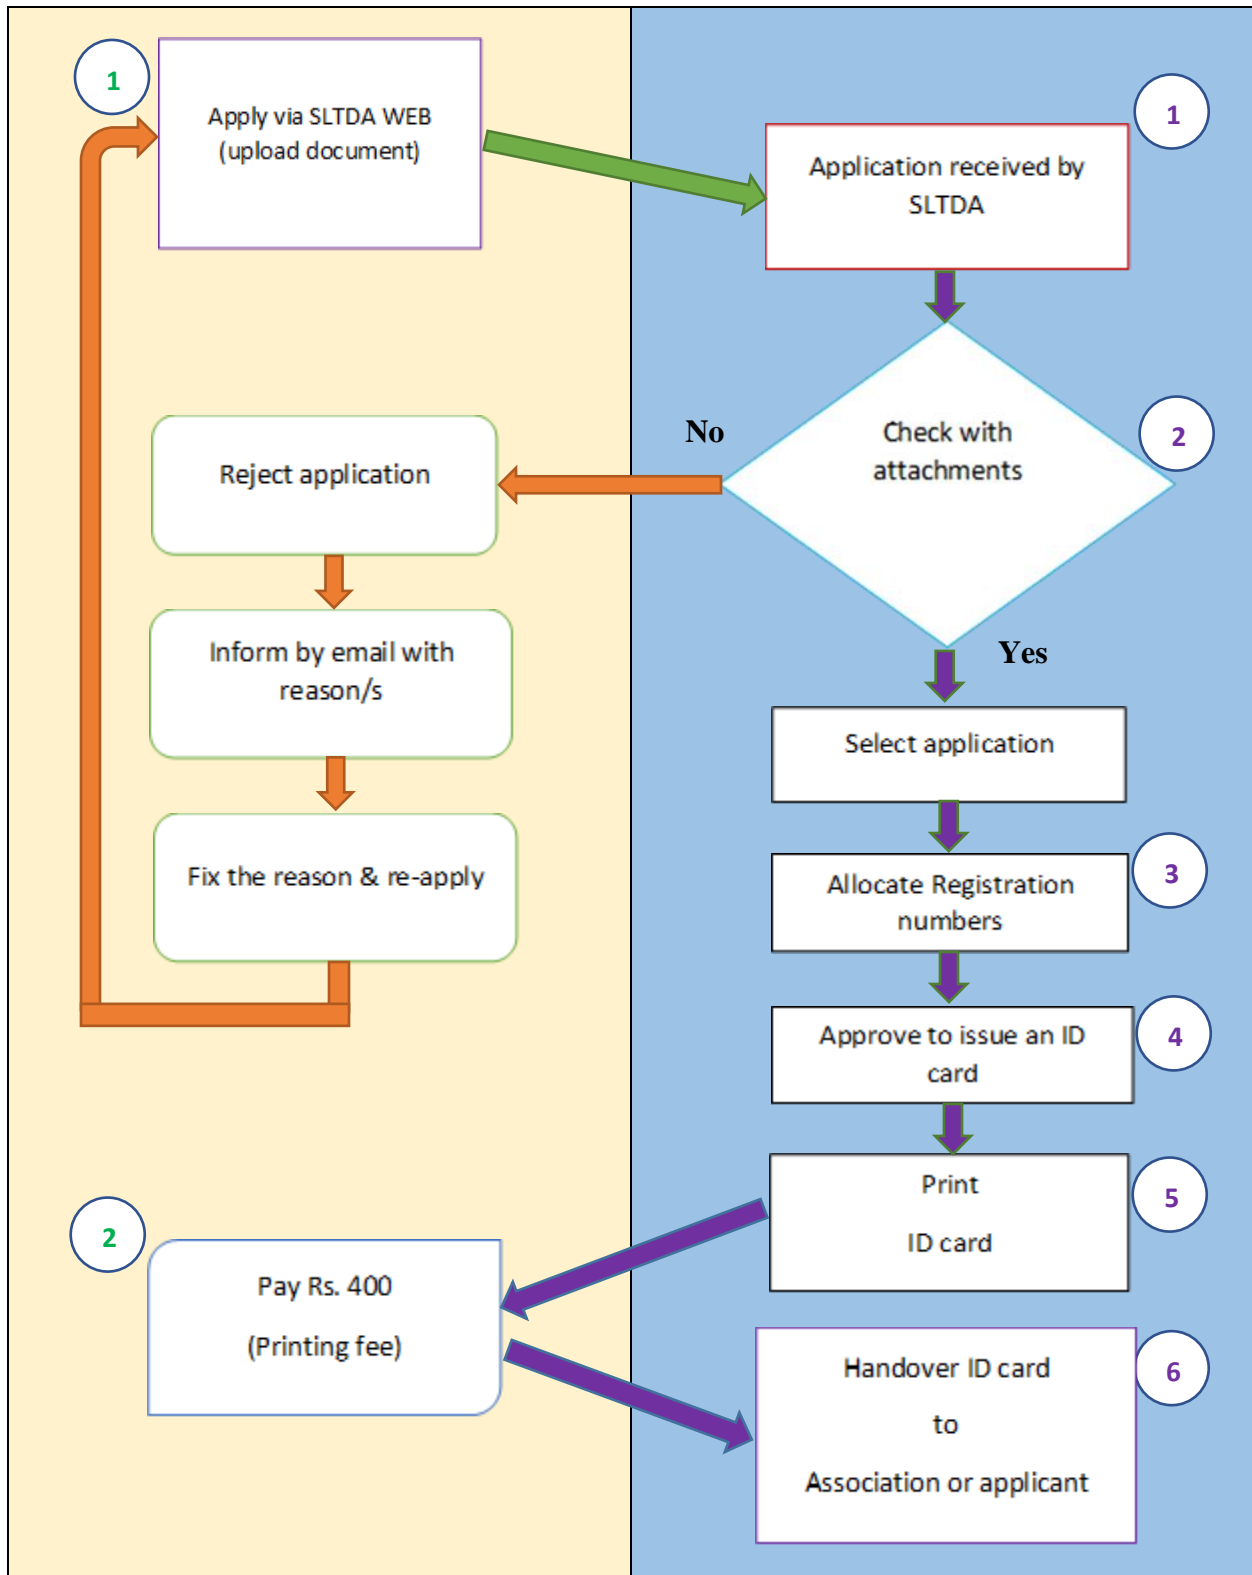 1
Apply via SLTDA WEB
(upload document)
1
Application received by
SLTDA
2
Check with
attachments
No
Reject application
Inform by email with
reason/s
Fix the reason & re-apply
Yes
Select application
3
Allocate Registration
numbers
4
Approve to issue an ID
card
5
Print
ID card
2
Pay Rs. 400
(Printing fee)
6
Handover ID card
to
Association or applicant